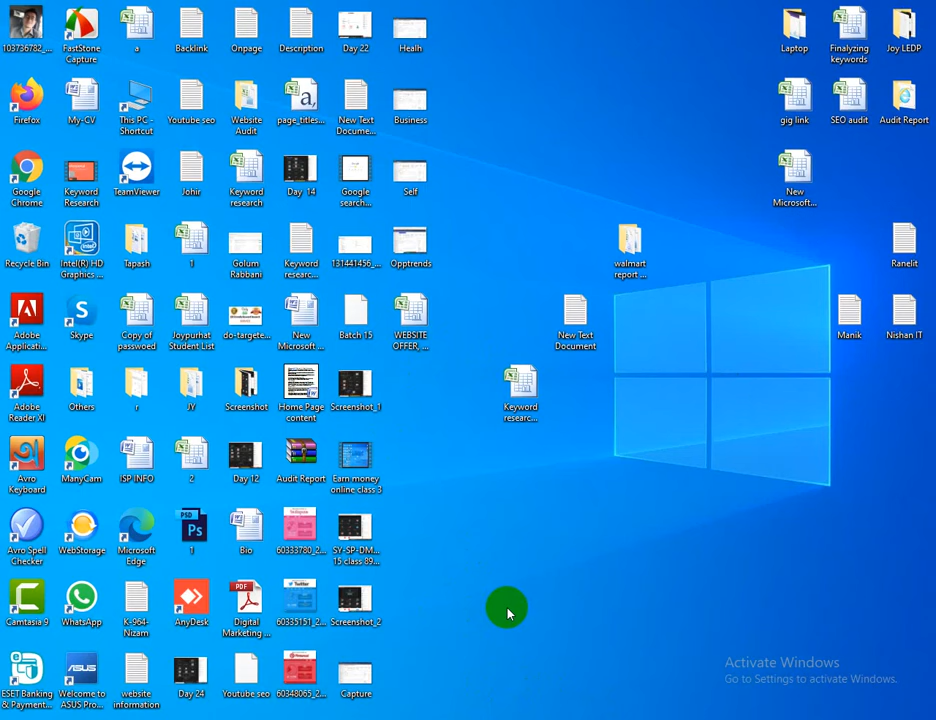 103736782_...
FastStone
Capture
a
Backlink
Onpage
Description
Day 22
Healh
Laptop
Finalyzing
keywords
Joy LEDP
Firefox
My-CV
This PC -
Shortcut
Youtube seo
Website
Audit
page_titles...
New Text
Docume...
Business
gig link
SEO audit
Audit Report
Google
Chrome
Keyword
Research
TeamViewer
Johir
Keyword
research
Day 14
Google
search...
Self
New
Microsoft...
Recycle Bin
Intel(R) HD
Graphics ...
Tapash
1
Golum
Rabbani
Keyword
researc...
131441456_...
Opptrends
walmart
report ...
Ranelit
Adobe
Applicati...
Skype
Copy of
passwoed
Joypurhat
Student List
do-targete...
New
Microsoft ...
Batch 15
WEBSITE
OFFER, ...
New Text
Document
Manik
Nishan IT
Adobe
Reader XI
Others
r
JY
Screenshot
Home Page
content
Screenshot_1
Keyword
researc...
Avro
Keyboard
ManyCam
ISP INFO
2
Day 12
Audit Report
Earn money
online class 3
Avro Spell
Checker
WebStorage
Microsoft
Edge
PSD
Ps
1
Bio
60333780_2...
SY-SP-DM...
15 class 89...
Camtasia 9
WhatsApp
K-964-
Nizam
AnyDesk
PDF
Digital
Marketing ...
Twitter
60335151_2...
Screenshot_2
ESET Banking
& Payment...
ASUS
Welcome to
ASUS Pro...
website
information
Day 24
Youtube seo
60348065_2...
Capture
Activate Windows
Go to Settings to activate Windows.